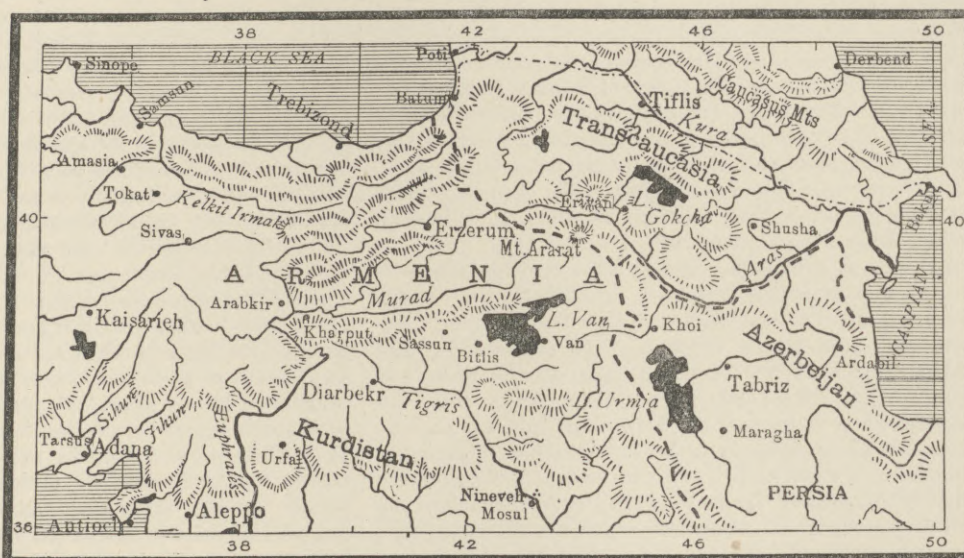 38
42
46
50
BLACK SEA
Poti
Sinope
Derbend
Samsun
Trebizond
Batum
Tiflis
Caucasus Mts
Kura
Transcaucasia
SEA
Amasia
Tokat
Kelkit Irmak
Erivan
L.
Gokcha
Baku
40
40
Sivas
Erzerum
Mt. Ararat
Shusha
Aras
ARMENIA
Arabkir
Murad
CASPIAN
Kaisarieh
Kharput
Sassun
L. Van
Khoi
Azerbeijan
Bitlis
Van
Ardabil
Sihun
Jihun
Diarbekr
Tigris
L. Urmia
Tabriz
Tarsus
Adana
Euphrates
Urfa
Kurdistan
Maragha
Nineveh
Mosul
PERSIA
36
Antioch
Aleppo
36
38
42
46
50